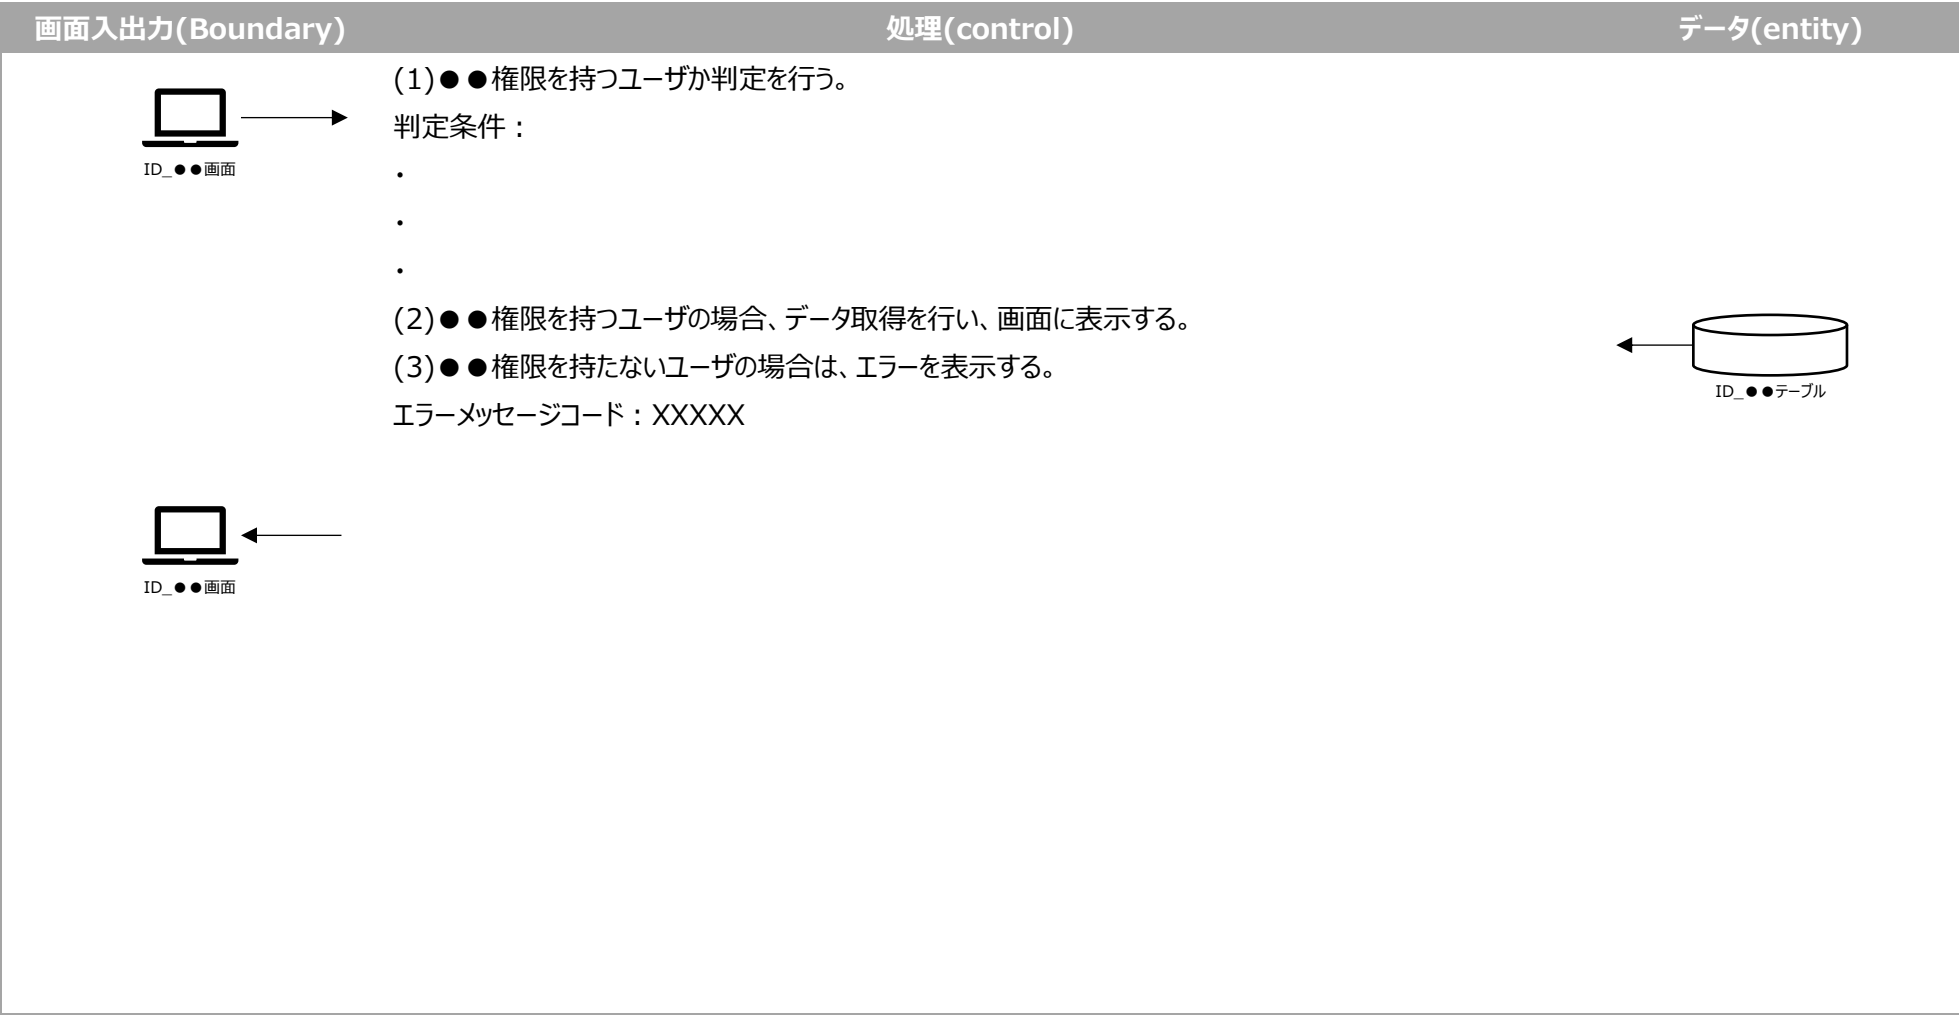 画面入出力(Boundary)
処理(control)
データ(entity)
(1)●●権限を持つユーザか判定を行う。
判定条件：
・
・
・
(2)●●権限を持つユーザの場合、データ取得を行い、画面に表示する。
(3)●●権限を持たないユーザの場合は、エラーを表示する。
エラーメッセージコード：XXXXX
ID_●●画面
ID_●●テーブル
ID_●●画面